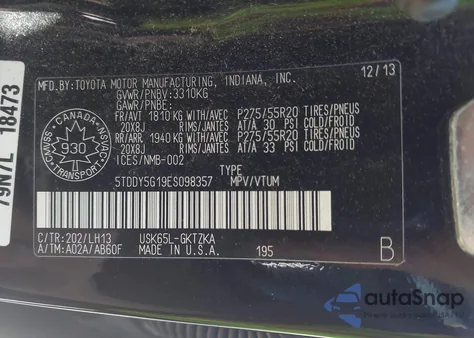 MFD.BY:TOYOTA MOTOR MANUFACTURING, INDIANA, INC. 12/13
GVWR/PNBV:3310KG
GAWR/PNBE:
FR/AVT 1810KG WITH/AVEC P275/55R20 TIRES/PNEUS
20X8J RIMS/JANTES AT/A 30 PSI COLD/FROID
RR/ARR 1940KG WITH/AVEC P275/55R20 TIRES/PNEUS
20X8J RIMS/JANTES AT/A 33 PSI COLD/FROID
ICES/NMB-002
TYPE
5TDDY5G19ES098357 MPV/VTUM
C/TR:202/LH13 USK65L-GKTZKA
A/TM:A02A/AB60F MADE IN U.S.A. 195 B
CANADA
930
TRANSPORT
79N7L 18473
autoSnap